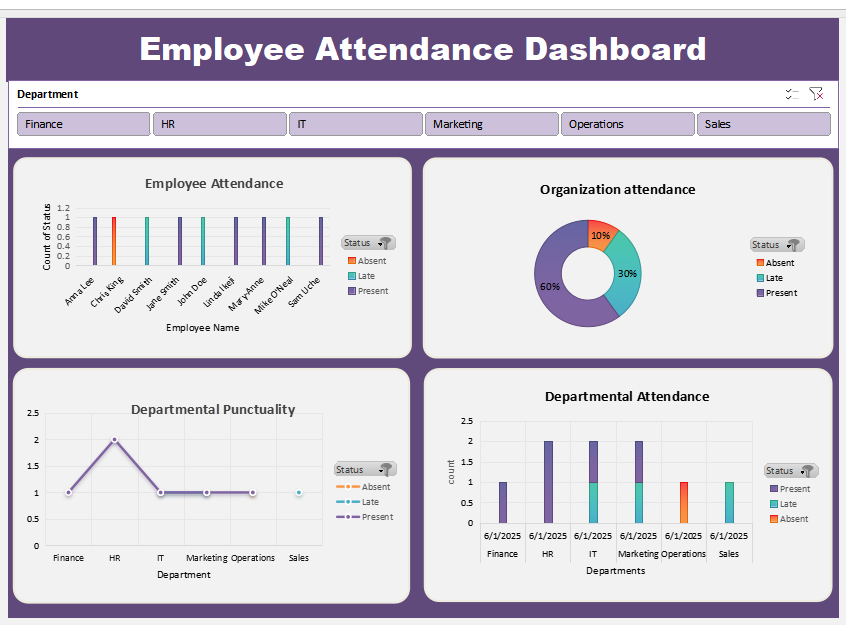 Employee Attendance Dashboard
Department
Finance HR IT Marketing Operations Sales
Employee Attendance
Count of Status
1.2
1
0.8
0.6
0.4
0.2
0
Anna Lee Chris King David Smith Jane Smith John Doe Linda Ikeji Mary-Anne Mike O'Neal Sam Uche
Employee Name
Status
Absent
Late
Present
Organization attendance
10%
30%
60%
Status
Absent
Late
Present
Departmental Punctuality
2.5
2
1.5
1
0.5
0
Finance HR IT Marketing Operations Sales
Department
Status
Absent
Late
Present
Departmental Attendance
count
2.5
2
1.5
1
0.5
0
6/1/2025 6/1/2025 6/1/2025 6/1/2025 6/1/2025 6/1/2025
Finance HR IT Marketing Operations Sales
Departments
Status
Present
Late
Absent